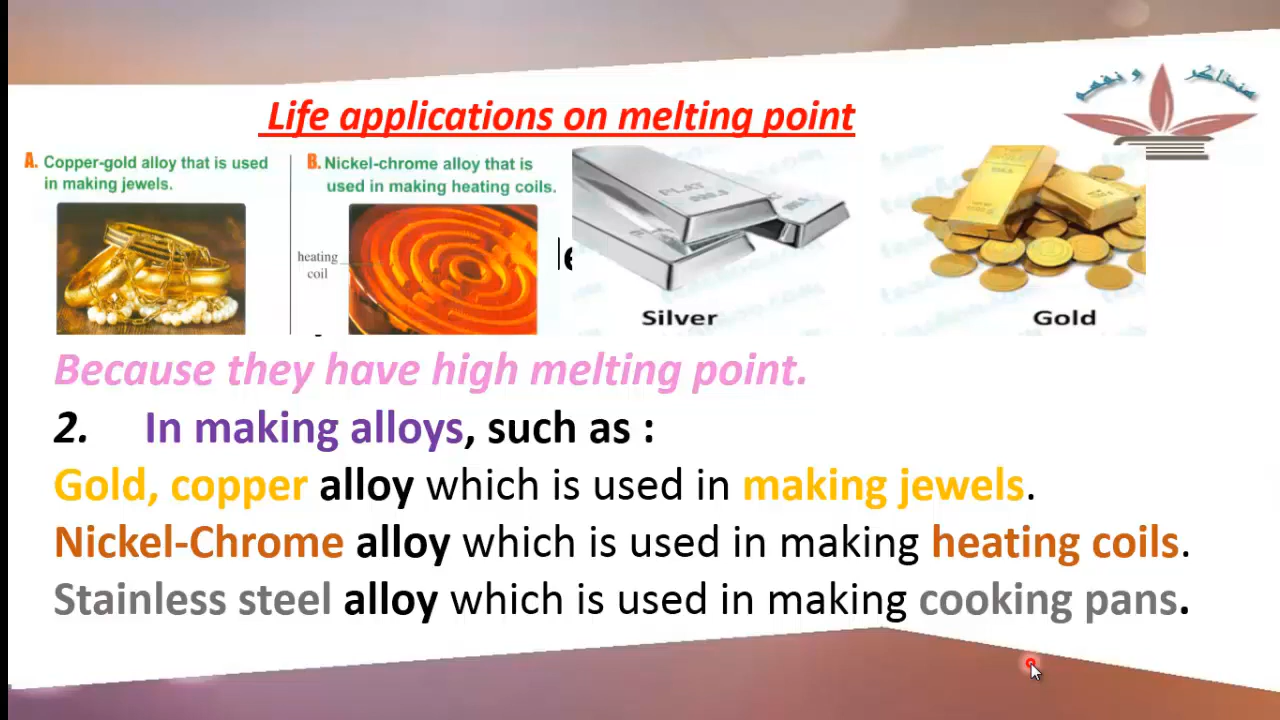 Life applications on melting point
منذاكر و نفهم
A. Copper-gold alloy that is used
in making jewels.
B. Nickel-chrome alloy that is
used in making heating coils.
heating
coil
Silver
Gold
Because they have high melting point.
2. In making alloys, such as :
Gold, copper alloy which is used in making jewels.
Nickel-Chrome alloy which is used in making heating coils.
Stainless steel alloy which is used in making cooking pans.